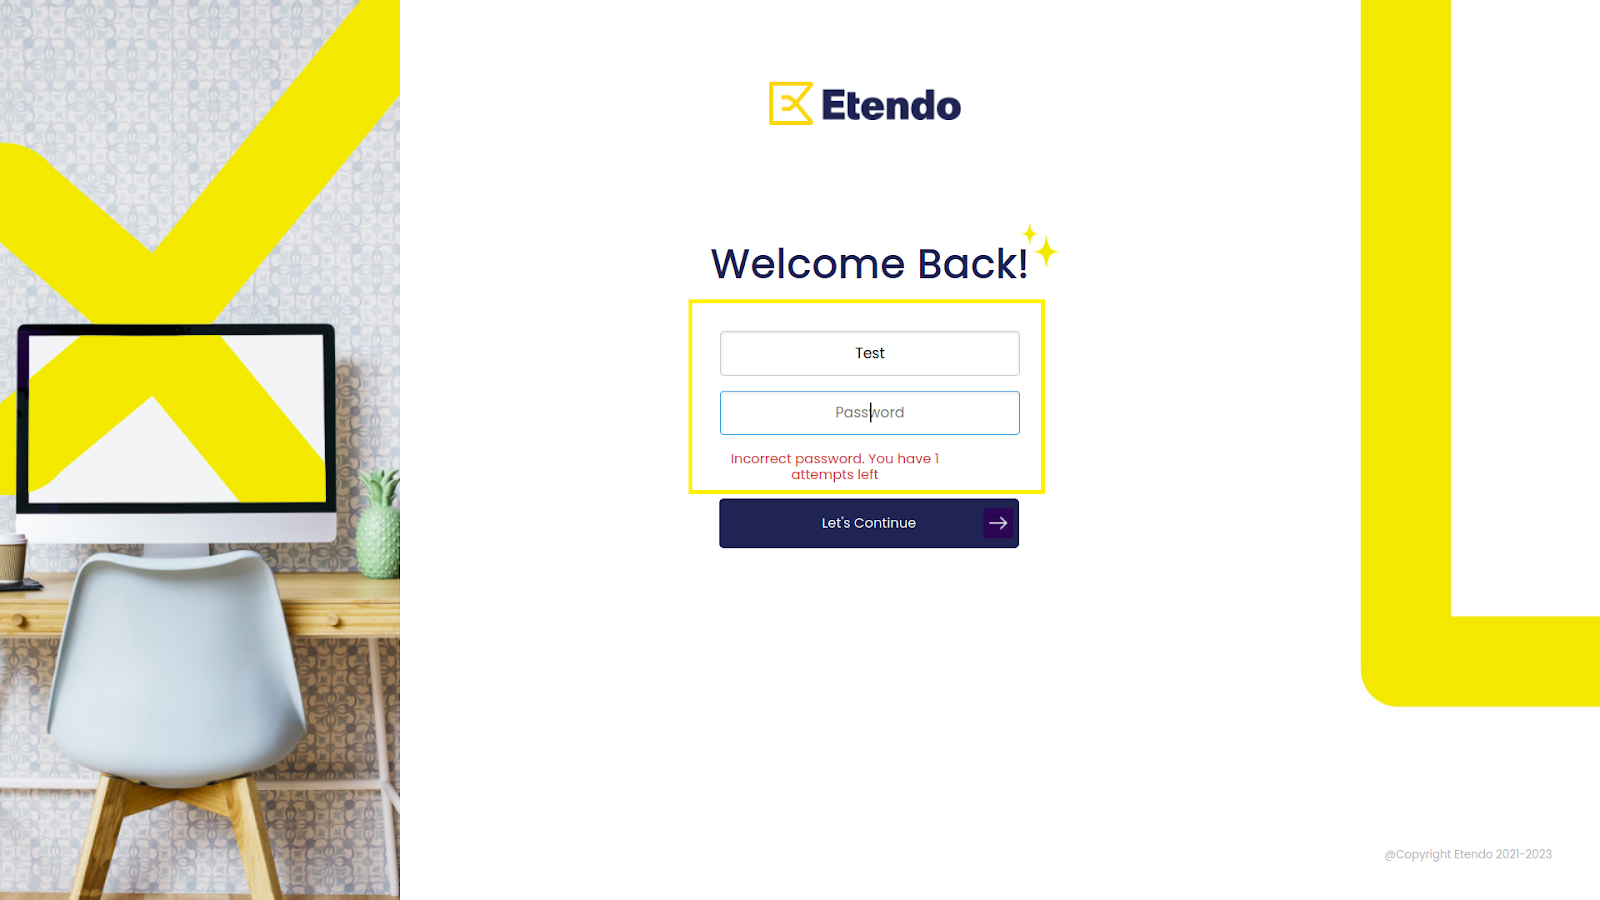 Etendo
Welcome Back!
Test
Password
Incorrect password. You have 1
attempts left
Let's Continue
@Copyright Etendo 2021-2023